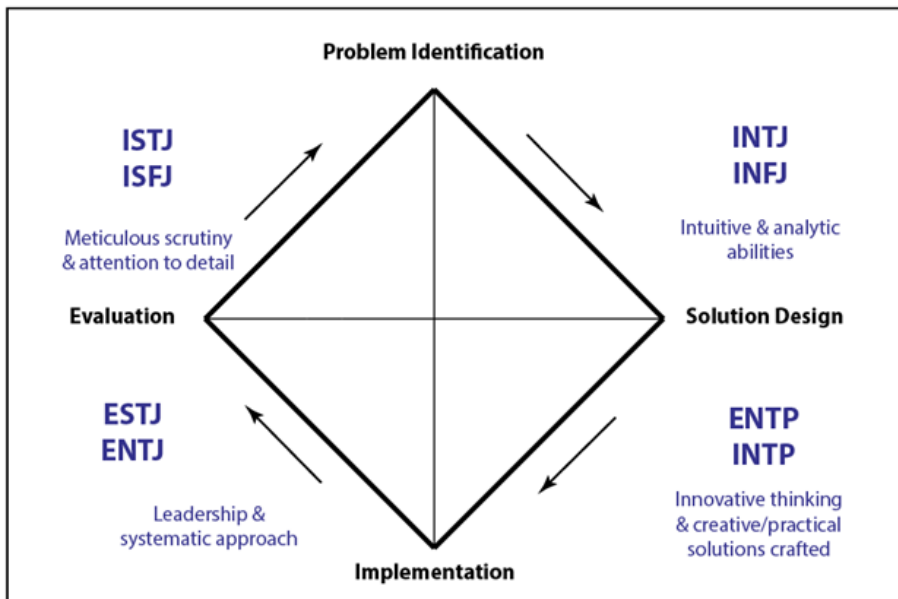 Problem Identification
ISTJ
ISFJ
Meticulous scrutiny
& attention to detail
INTJ
INFJ
Intuitive & analytic
abilities
Evaluation
Solution Design
ESTJ
ENTJ
Leadership &
systematic approach
ENTP
INTP
Innovative thinking
& creative/practical
solutions crafted
Implementation